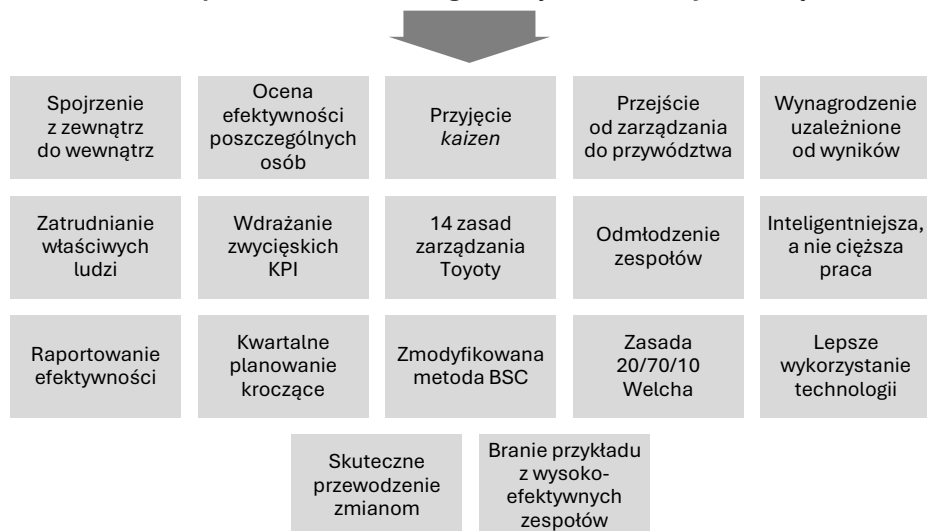 Spojrzenie
z zewnątrz
do wewnątrz
Ocena
efektywności
poszczególnych
osób
Przyjęcie
kaizen
Przejście
od zarządzania
do przywództwa
Wynagrodzenie
uzależnione
od wyników
Zatrudnianie
właściwych
ludzi
Wdrażanie
zwycięskich
KPI
14 zasad
zarządzania
Toyoty
Odmłodzenie
zespołów
Inteligentniejsza,
a nie cięższa
praca
Raportowanie
efektywności
Kwartalne
planowanie
kroczące
Zmodyfikowana
metoda BSC
Zasada
20/70/10
Welcha
Lepsze
wykorzystanie
technologii
Skuteczne
przewodzenie
zmianom
Branie przykładu
z wysoko-
efektywnych
zespołów